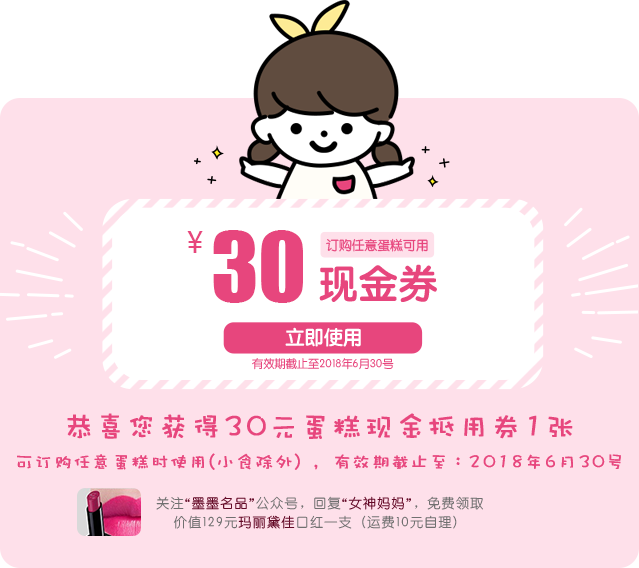 ¥30 订购任意蛋糕可用
现金券
立即使用
有效期截止至2018年6月30号
恭喜您获得30元蛋糕现金抵用券1张
可订购任意蛋糕时使用(小食除外)，有效期截止至：2018年6月30号
关注“墨墨名品”公众号，回复“女神妈妈”，免费领取
价值129元玛丽黛佳口红一支（运费10元自理）